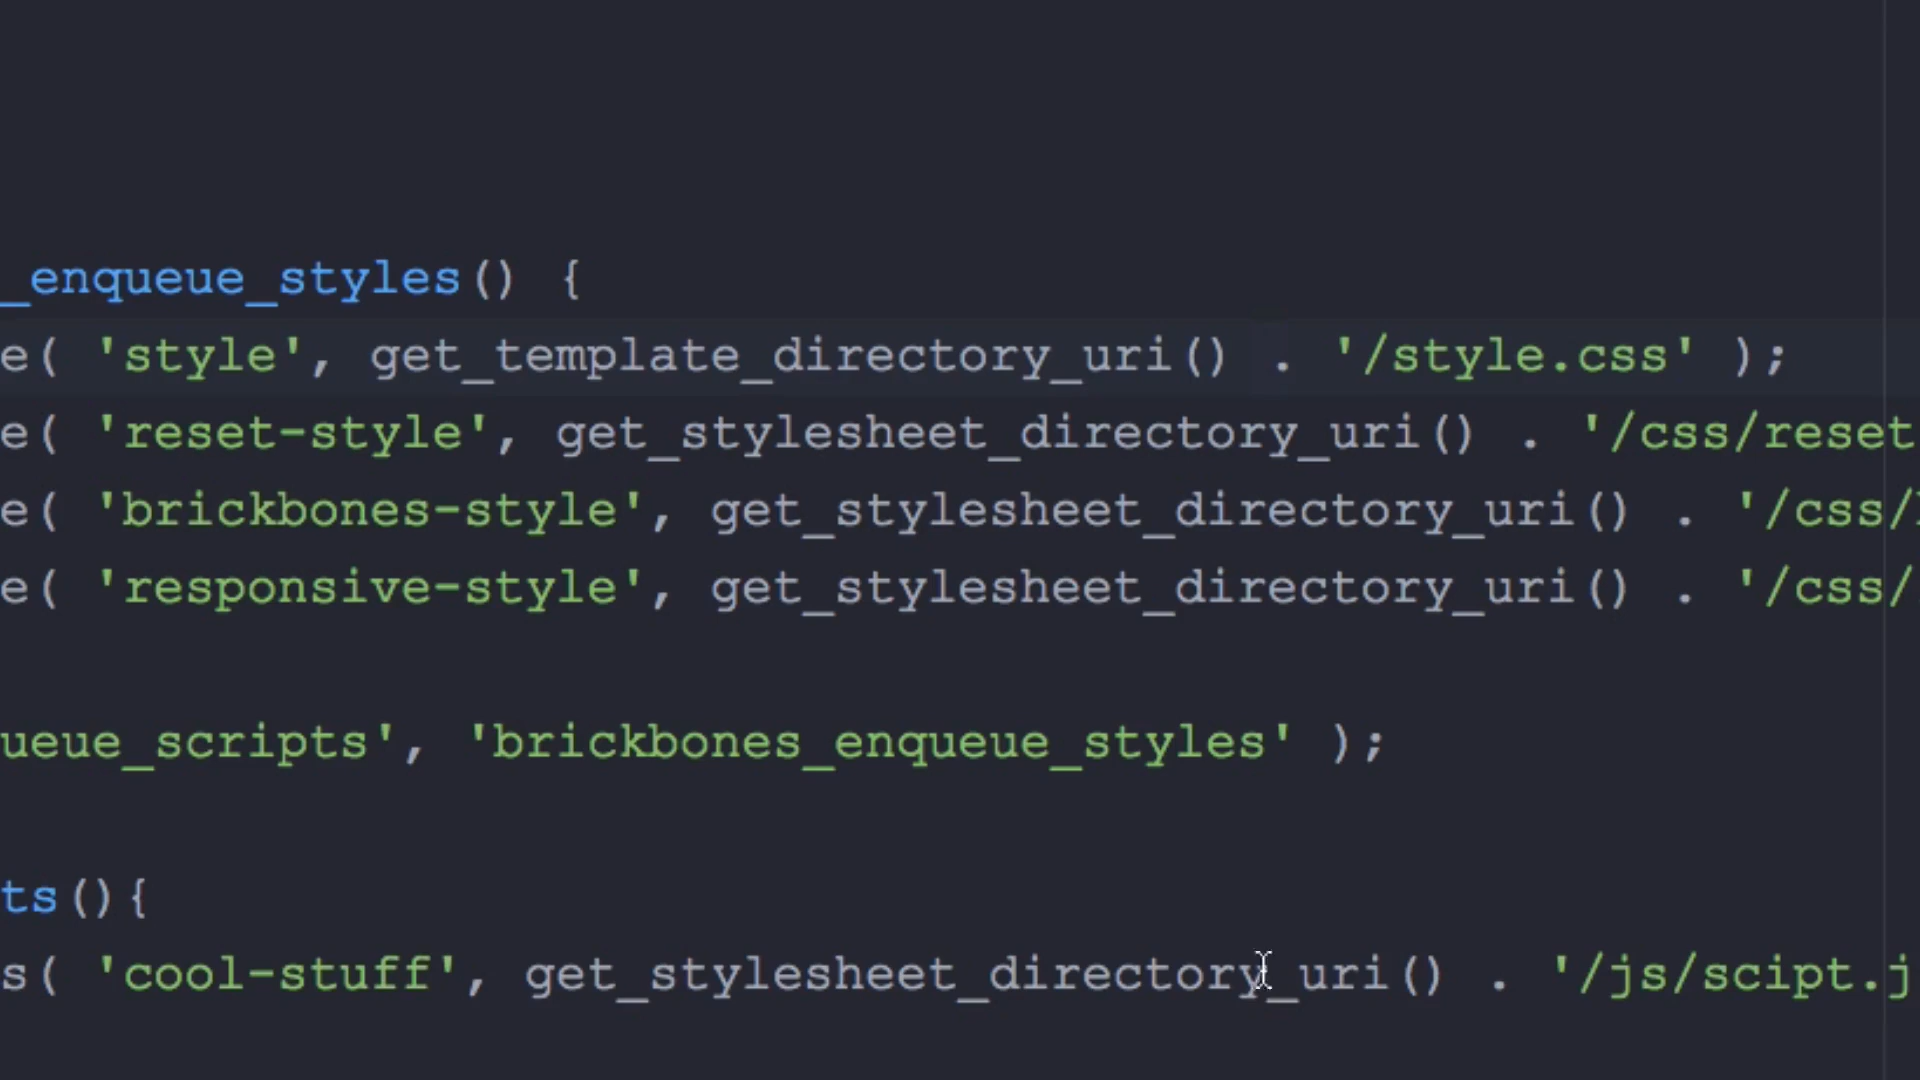 _enqueue_styles() {
e( 'style', get_template_directory_uri() . '/style.css' );
e( 'reset-style', get_stylesheet_directory_uri() . '/css/reset
e( 'brickbones-style', get_stylesheet_directory_uri() . '/css/
e( 'responsive-style', get_stylesheet_directory_uri() . '/css/
ueue_scripts', 'brickbones_enqueue_styles' );
ts(){
s( 'cool-stuff', get_stylesheet_directory_uri() . '/js/scipt.j